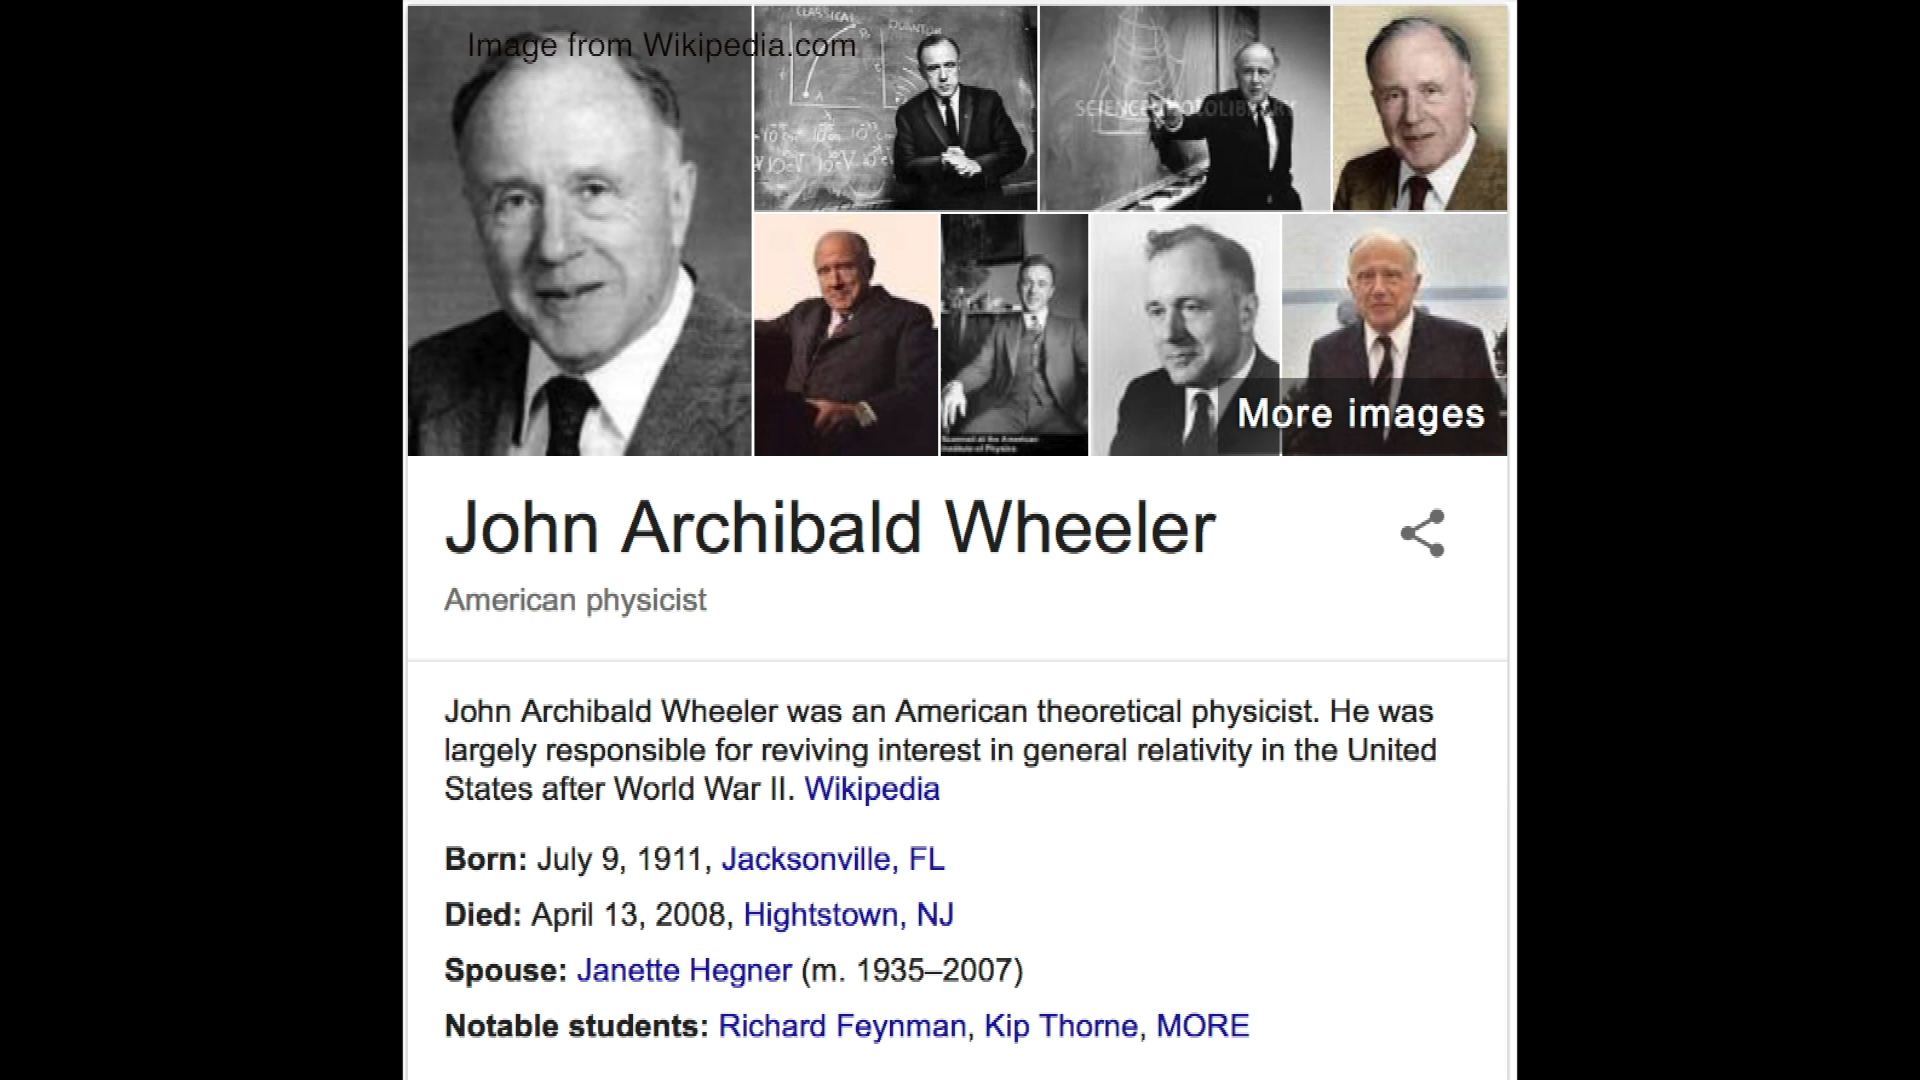 Image from Wikipedia.com
CLASSICAL
QUANTUM
A
More images
John Archibald Wheeler
American physicist
John Archibald Wheeler was an American theoretical physicist. He was
largely responsible for reviving interest in general relativity in the United
States after World War II. Wikipedia
Born: July 9, 1911, Jacksonville, FL
Died: April 13, 2008, Hightstown, NJ
Spouse: Janette Hegner (m. 1935–2007)
Notable students: Richard Feynman, Kip Thorne, MORE